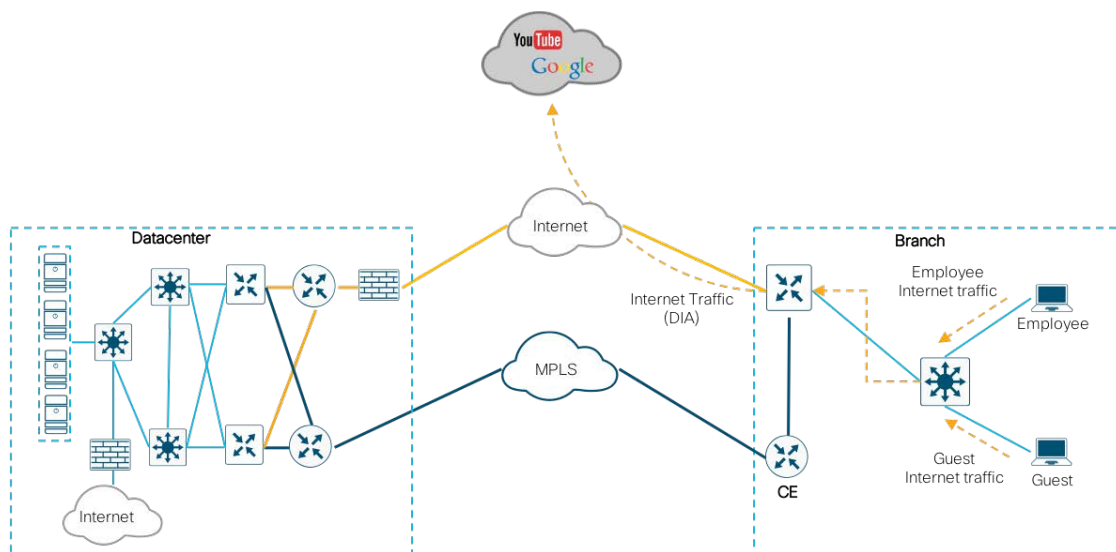 YouTube
Google
Internet
Datacenter
Branch
Employee
Internet traffic
Employee
Internet Traffic
(DIA)
MPLS
Guest
Internet traffic
Guest
CE
Internet